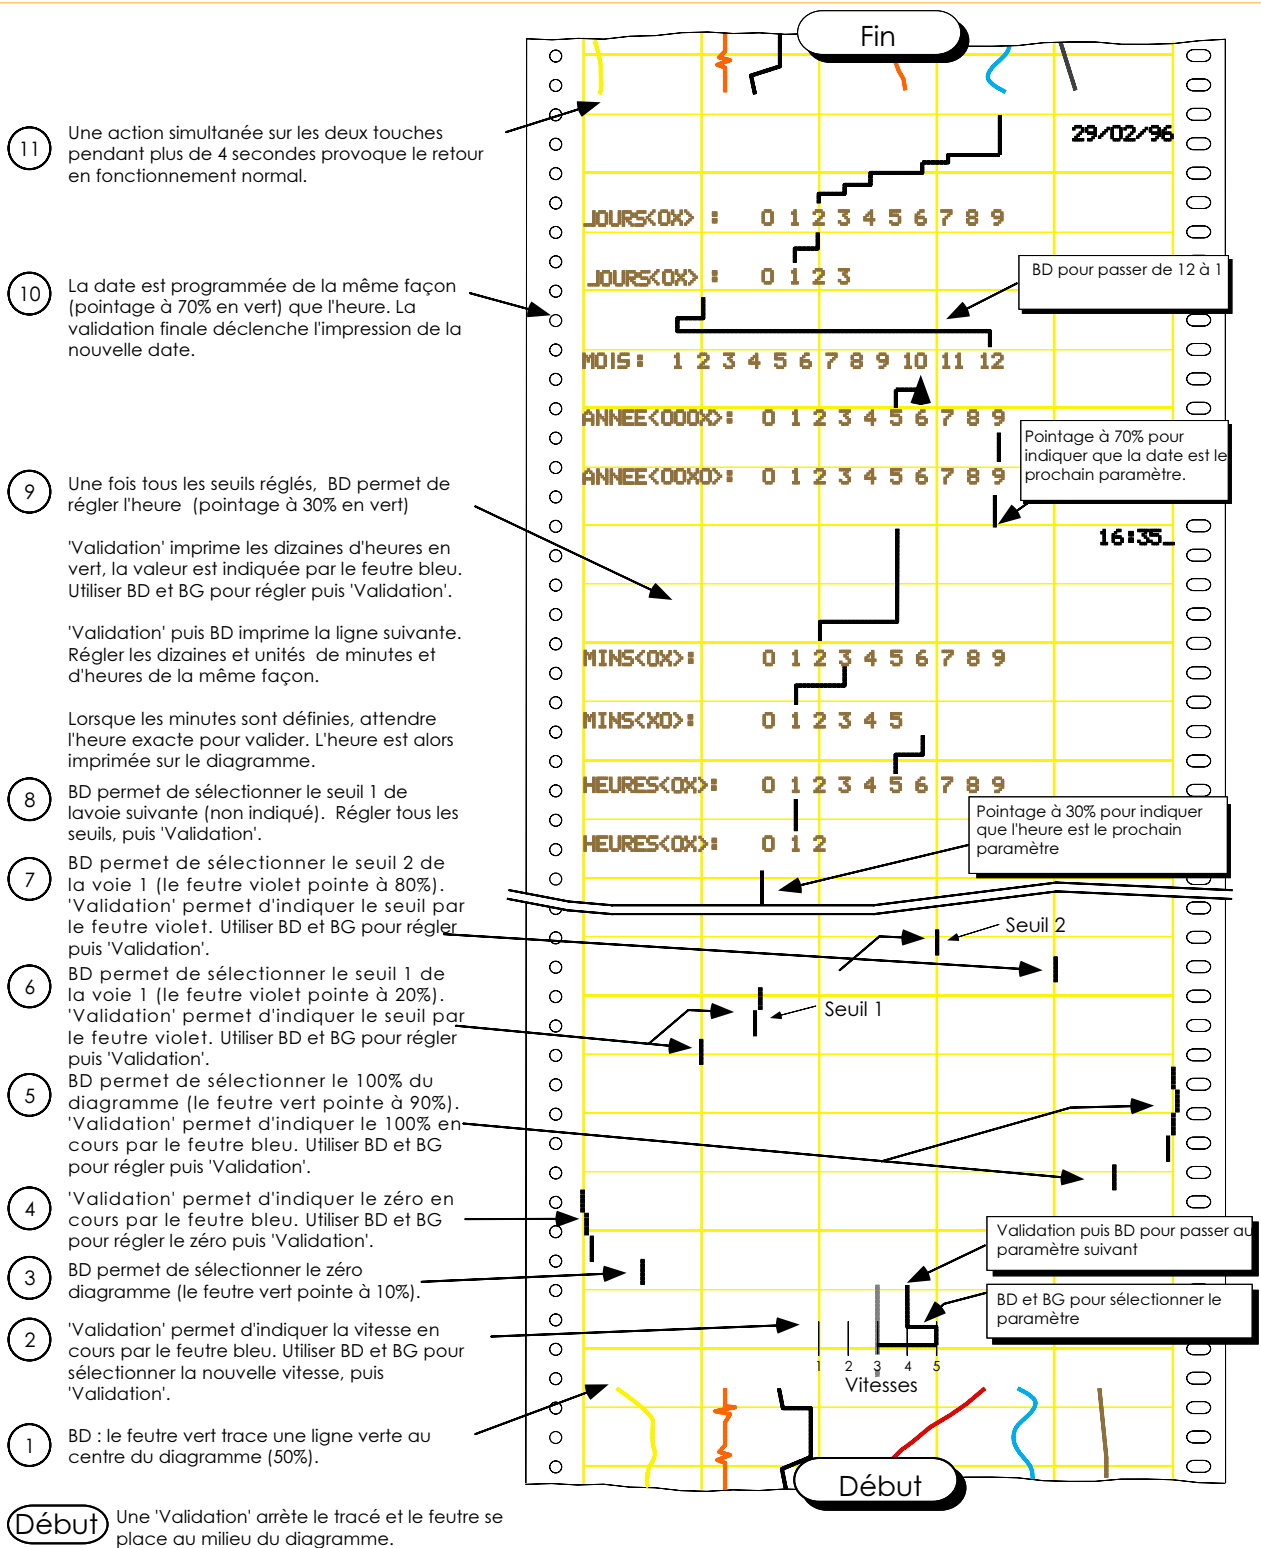 Fin
11
Une action simultanée sur les deux touches
pendant plus de 4 secondes provoque le retour
en fonctionnement normal.
29/02/96
JOURS<0X> : 0 1 2 3 4 5 6 7 8 9
JOURS<0X> : 0 1 2 3
BD pour passer de 12 à 1
10
La date est programmée de la même façon
(pointage à 70% en vert) que l'heure. La
validation finale déclenche l'impression de la
nouvelle date.
MOIS: 1 2 3 4 5 6 7 8 9 10 11 12
ANNEE<000X>: 0 1 2 3 4 5 6 7 8 9
Pointage à 70% pour
indiquer que la date est le
prochain paramètre.
ANNEE<00X0>: 0 1 2 3 4 5 6 7 8 9
9
Une fois tous les seuils réglés, BD permet de
régler l'heure (pointage à 30% en vert)
16:35_
'Validation' imprime les dizaines d'heures en
vert, la valeur est indiquée par le feutre bleu.
Utiliser BD et BG pour régler puis 'Validation'.
'Validation' puis BD imprime la ligne suivante.
Régler les dizaines et unités de minutes et
d'heures de la même façon.
MINS<0X>: 0 1 2 3 4 5 6 7 8 9
Lorsque les minutes sont définies, attendre
l'heure exacte pour valider. L'heure est alors
imprimée sur le diagramme.
MINS<X0>: 0 1 2 3 4 5
8
BD permet de sélectionner le seuil 1 de
lavoie suivante (non indiqué). Régler tous les
seuils, puis 'Validation'.
HEURES<0X>: 0 1 2 3 4 5 6 7 8 9
Pointage à 30% pour indiquer
que l'heure est le prochain
paramètre
HEURES<0X>: 0 1 2
7
BD permet de sélectionner le seuil 2 de
la voie 1 (le feutre violet pointe à 80%).
'Validation' permet d'indiquer le seuil par
le feutre violet. Utiliser BD et BG pour régler
puis 'Validation'.
Seuil 2
6
BD permet de sélectionner le seuil 1 de
la voie 1 (le feutre violet pointe à 20%).
'Validation' permet d'indiquer le seuil par
le feutre violet. Utiliser BD et BG pour régler
puis 'Validation'.
Seuil 1
5
BD permet de sélectionner le 100% du
diagramme (le feutre vert pointe à 90%).
'Validation' permet d'indiquer le 100% en
cours par le feutre bleu. Utiliser BD et BG
pour régler puis 'Validation'.
4
'Validation' permet d'indiquer le zéro en
cours par le feutre bleu. Utiliser BD et BG
pour régler le zéro puis 'Validation'.
Validation puis BD pour passer au
paramètre suivant
3
BD permet de sélectionner le zéro
diagramme (le feutre vert pointe à 10%).
BD et BG pour sélectionner le
paramètre
2
'Validation' permet d'indiquer la vitesse en
cours par le feutre bleu. Utiliser BD et BG pour
sélectionner la nouvelle vitesse, puis
'Validation'.
1 2 3 4 5
Vitesses
1
BD : le feutre vert trace une ligne verte au
centre du diagramme (50%).
Début
Début
Une 'Validation' arrète le tracé et le feutre se
place au milieu du diagramme.